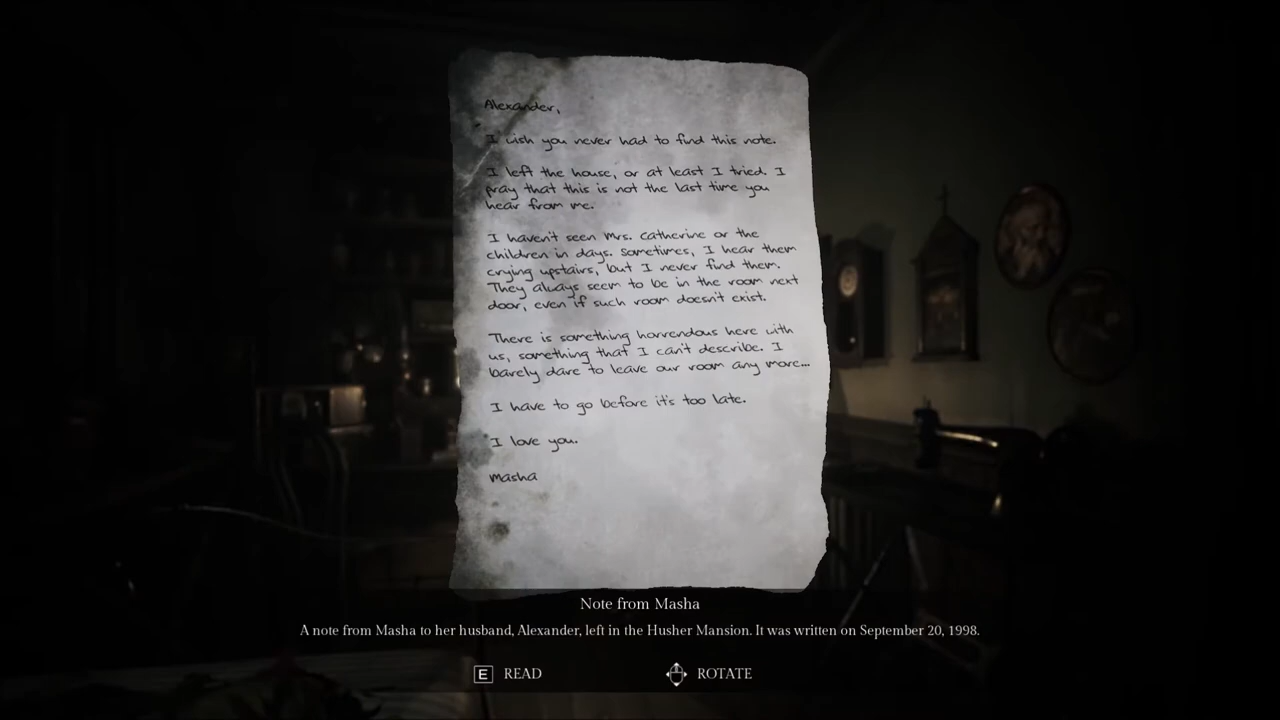 Alexander,
I wish you never had to find this note.
I left the house, or at least I tried. I
pray that this is not the last time you
hear from me.
I haven't seen Mrs. Catherine or the
children in days. Sometimes, I hear them
crying upstairs, but I never find them.
They always seem to be in the room next
door, even if such room doesn't exist.
There is something horrendous here with
us, something that I can't describe. I
barely dare to leave our room any more...
I have to go before it's too late.
I love you.
Masha
Note from Masha
A note from Masha to her husband, Alexander, left in the Husher Mansion. It was written on September 20, 1998.
E READ ROTATE